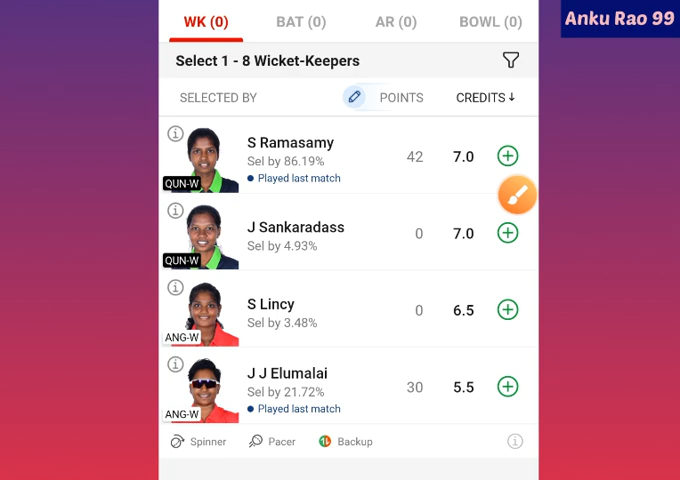 Anku Rao 99
WK (0) BAT (0) AR (0) BOWL (0)
Select 1 - 8 Wicket-Keepers
SELECTED BY POINTS CREDITS↓
S Ramasamy
Sel by 86.19%
Played last match
42 7.0
QUN-W
J Sankaradass
Sel by 4.93%
0 7.0
QUN-W
S Lincy
Sel by 3.48%
0 6.5
ANG-W
J J Elumalai
Sel by 21.72%
Played last match
30 5.5
ANG-W
Spinner Pacer Backup